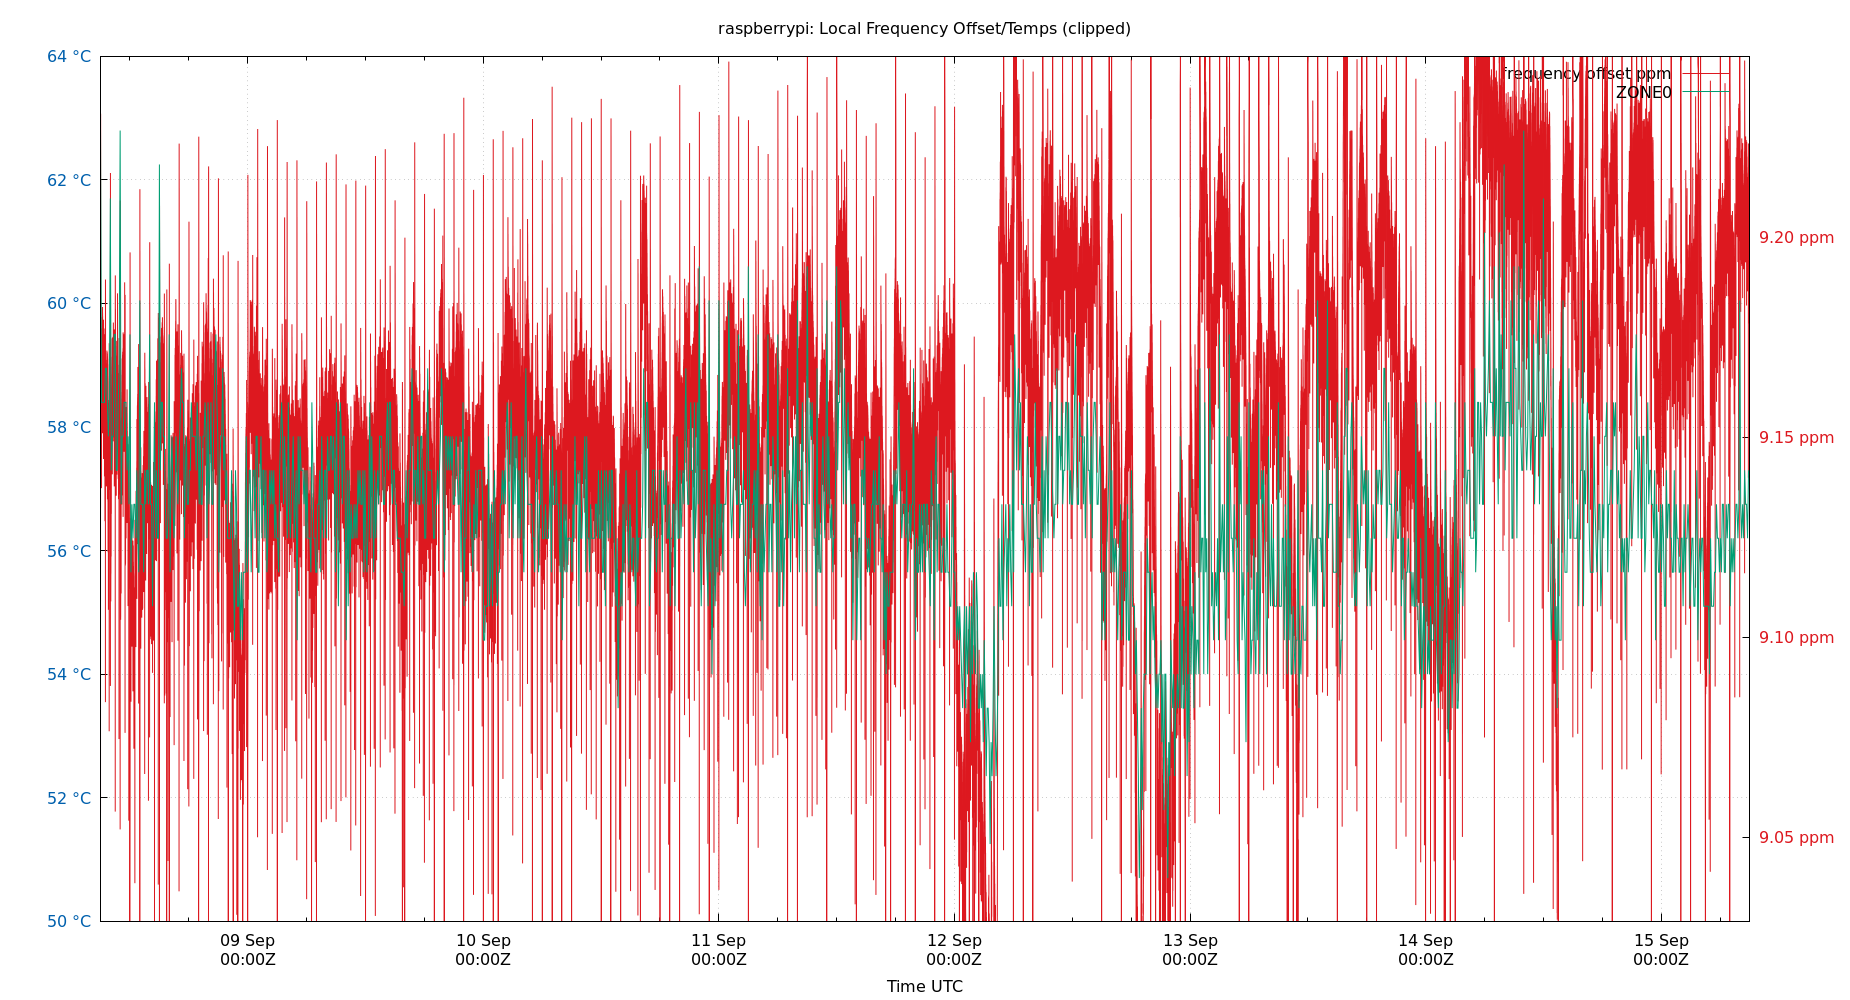 raspberrypi: Local Frequency Offset/Temps (clipped)
64 °C
62 °C
60 °C
58 °C
56 °C
54 °C
52 °C
50 °C
frequency offset ppm
ZONE0
9.20 ppm
9.15 ppm
9.10 ppm
9.05 ppm
09 Sep
00:00Z
10 Sep
00:00Z
11 Sep
00:00Z
12 Sep
00:00Z
13 Sep
00:00Z
14 Sep
00:00Z
15 Sep
00:00Z
Time UTC